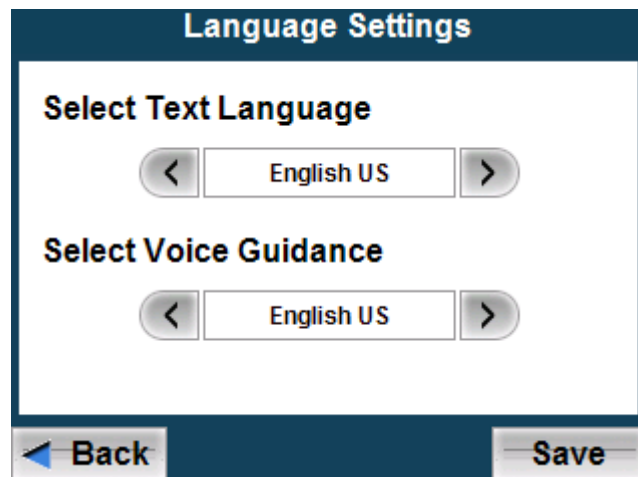 Language Settings
Select Text Language
English US
Select Voice Guidance
English US
Back
Save